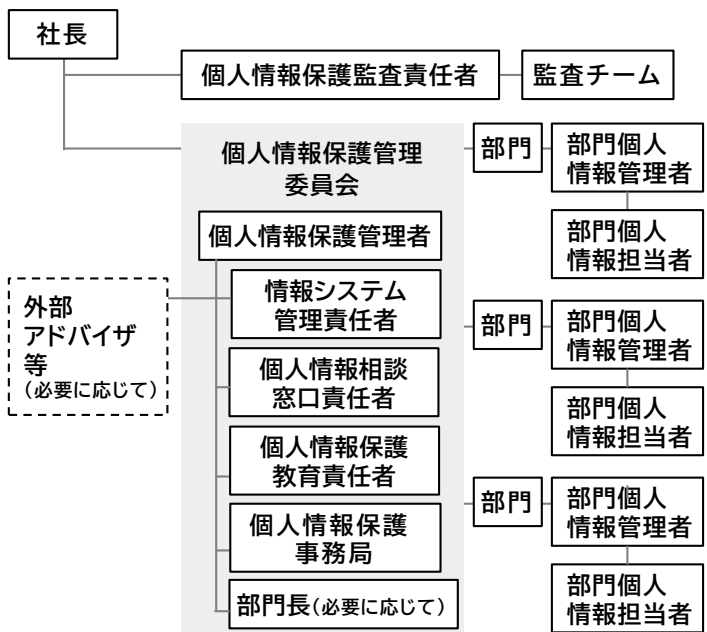 社長
個人情報保護監査責任者
監査チーム
個人情報保護管理
委員会
個人情報保護管理者
情報システム
管理責任者
個人情報相談
窓口責任者
個人情報保護
教育責任者
個人情報保護
事務局
部門長(必要に応じて)
外部
アドバイザ
等
(必要に応じて)
部門
部門個人
情報管理者
部門個人
情報担当者
部門
部門個人
情報管理者
部門個人
情報担当者
部門
部門個人
情報管理者
部門個人
情報担当者